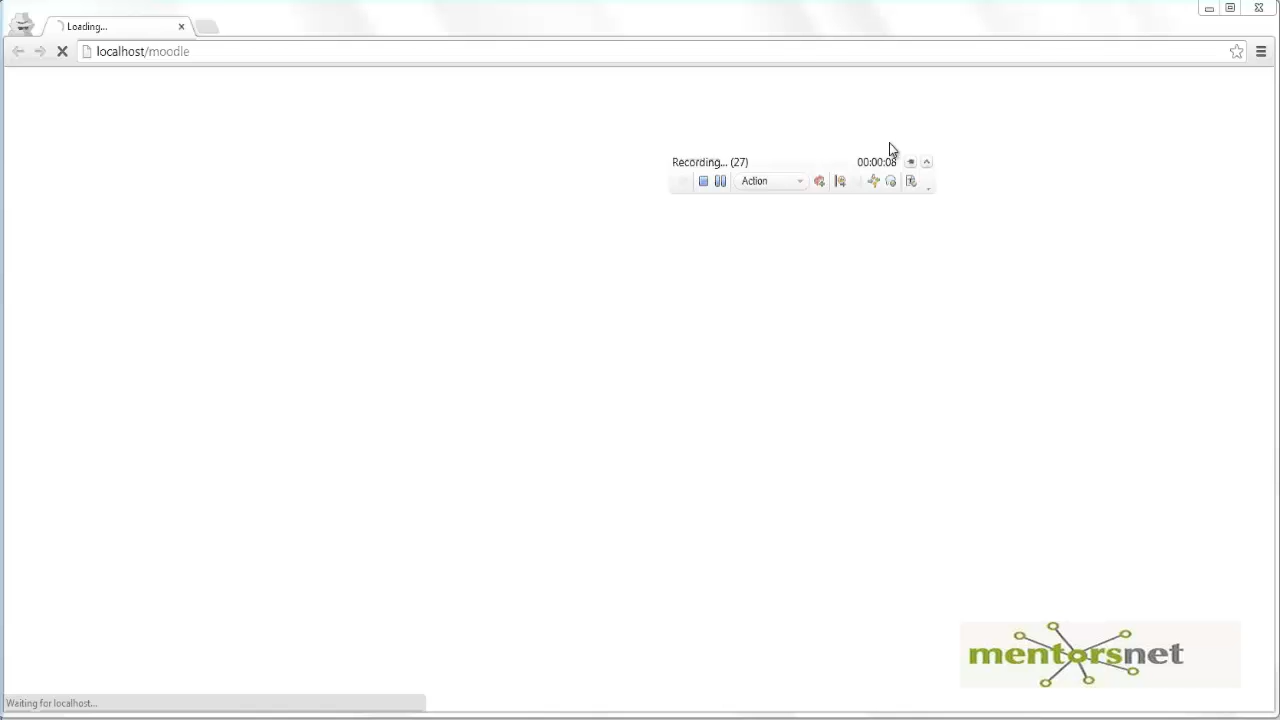 Loading...
localhost/moodle
Recording... (27) 00:00:08
Action
mentorsnet
Waiting for localhost...